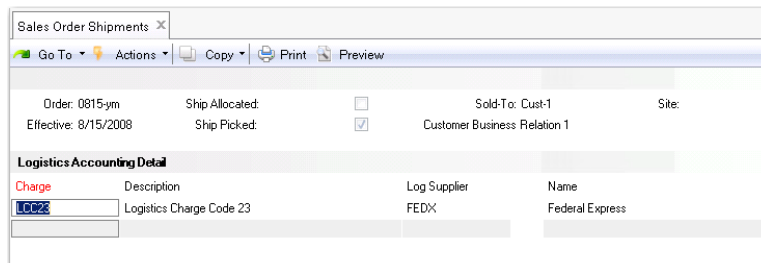 Sales Order Shipments
Go To Actions Copy Print Preview
Order: 0815-ym Ship Allocated: Sold-To: Cust-1 Site:
Effective: 8/15/2008 Ship Picked: Customer Business Relation 1
Logistics Accounting Detail
Charge Description Log Supplier Name
LCC23 Logistics Charge Code 23 FEDX Federal Express